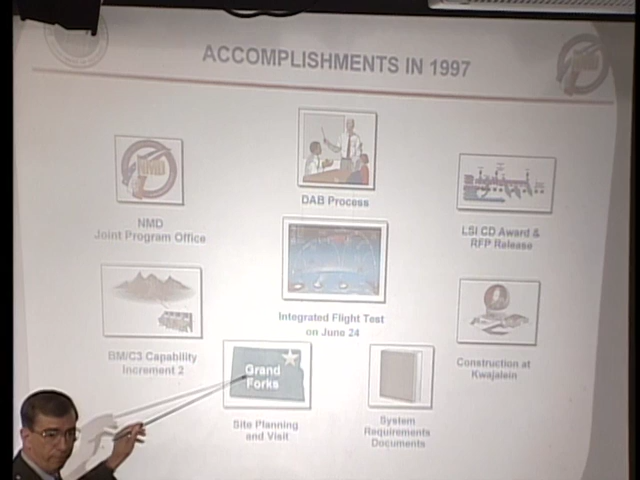 ACCOMPLISHMENTS IN 1997
NMD
NMD
Joint Program Office
DAB Process
LSI CD Award &
RFP Release
Integrated Flight Test
on June 24
BM/C3 Capability
Increment 2
Grand
Forks
Site Planning
and Visit
System
Requirements
Documents
Construction at
Kwajalein